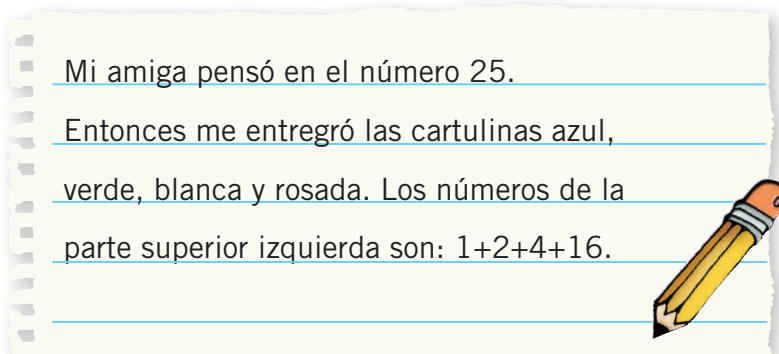 Mi amiga pensó en el número 25.
Entonces me entregró las cartulinas azul,
verde, blanca y rosada. Los números de la
parte superior izquierda son: 1+2+4+16.